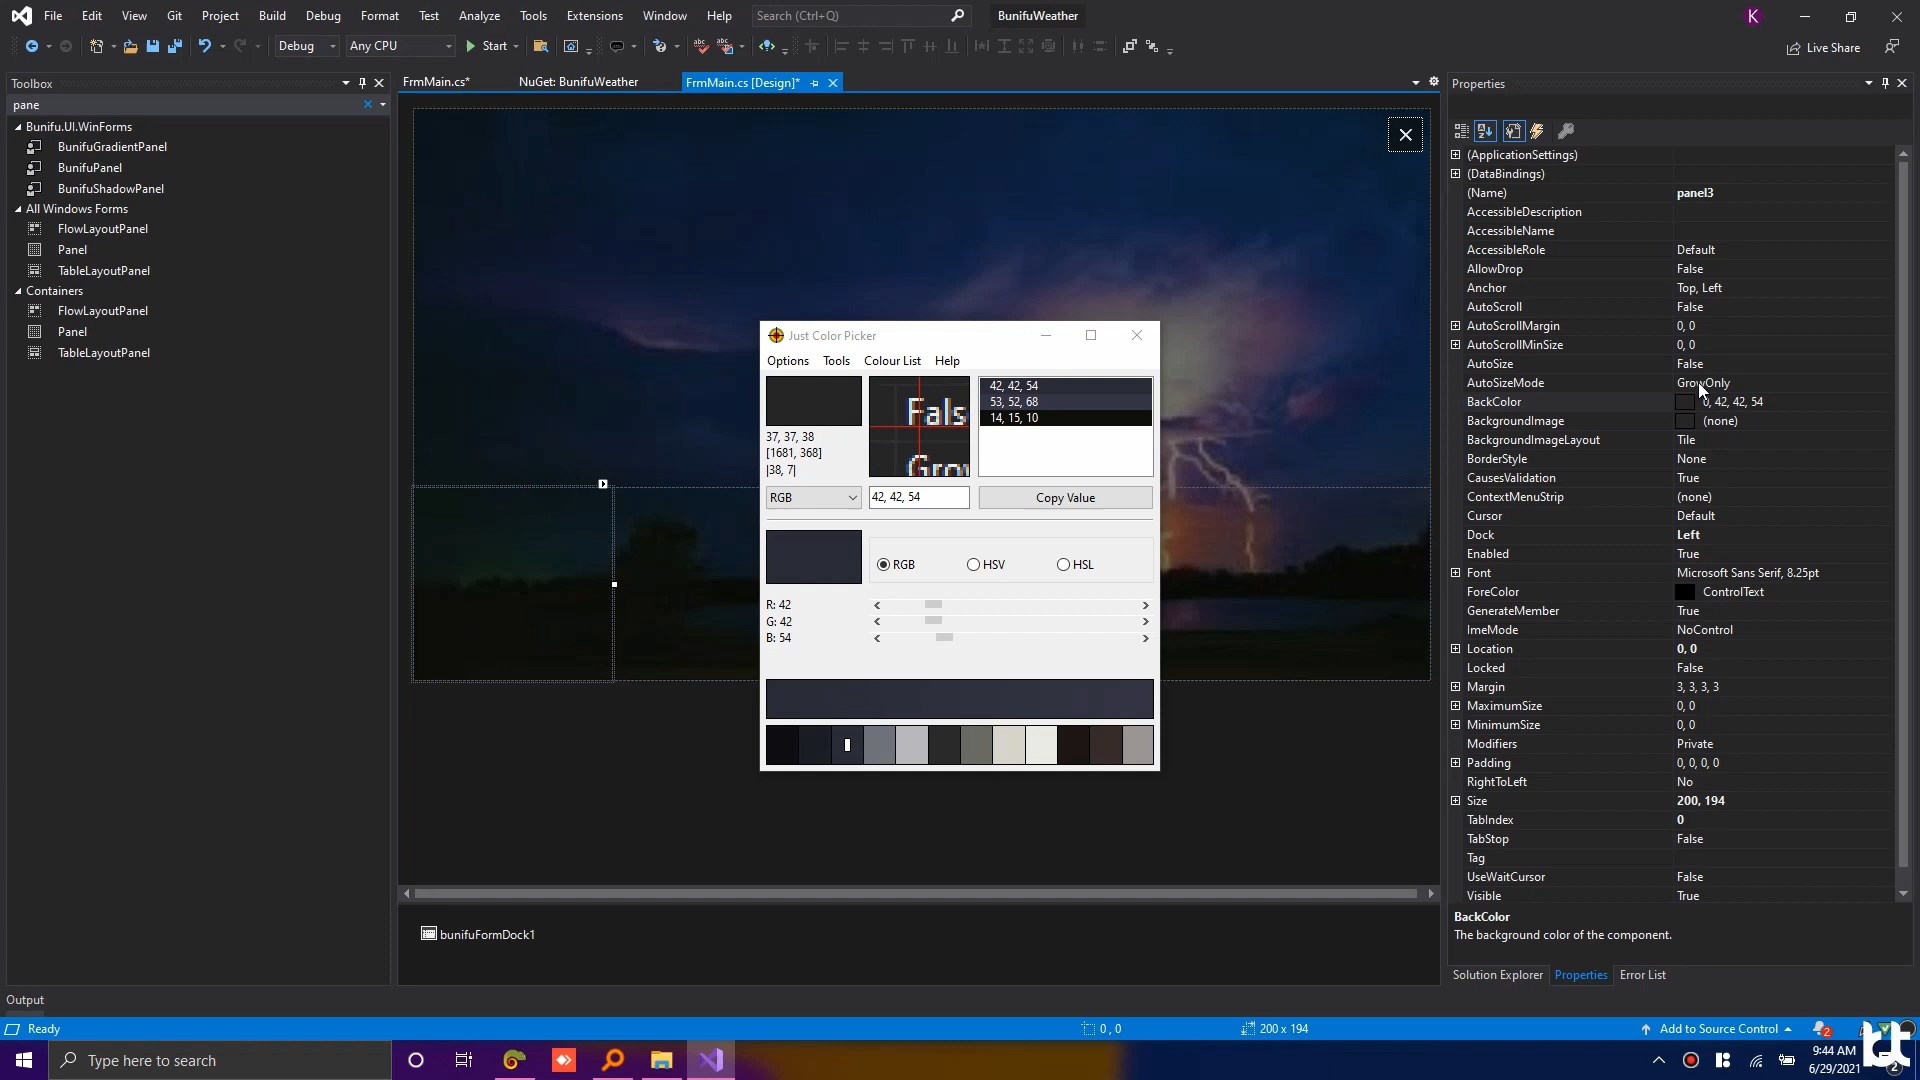 File Edit View Git Project Build Debug Format Test Analyze Tools Extensions Window Help Search (Ctrl+Q) BunifuWeather K
Debug Any CPU Start Live Share
Toolbox
pane
Bunifu.UI.WinForms
BunifuGradientPanel
BunifuPanel
BunifuShadowPanel
All Windows Forms
FlowLayoutPanel
Panel
TableLayoutPanel
Containers
FlowLayoutPanel
Panel
TableLayoutPanel
FrmMain.cs* NuGet: BunifuWeather FrmMain.cs [Design]*
Just Color Picker
Options Tools Colour List Help
Fals
Grow
42, 42, 54
53, 52, 68
14, 15, 10
37, 37, 38
[1681, 368]
|38, 7|
RGB 42, 42, 54 Copy Value
RGB HSV HSL
R: 42
G: 42
B: 54
bunifuFormDock1
Properties
(ApplicationSettings)
(DataBindings)
(Name) panel3
AccessibleDescription
AccessibleName
AccessibleRole Default
AllowDrop False
Anchor Top, Left
AutoScroll False
AutoScrollMargin 0, 0
AutoScrollMinSize 0, 0
AutoSize False
AutoSizeMode GrowOnly
BackColor 0, 42, 42, 54
BackgroundImage (none)
BackgroundImageLayout Tile
BorderStyle None
CausesValidation True
ContextMenuStrip (none)
Cursor Default
Dock Left
Enabled True
Font Microsoft Sans Serif, 8.25pt
ForeColor ControlText
GenerateMember True
ImeMode NoControl
Location 0, 0
Locked False
Margin 3, 3, 3, 3
MaximumSize 0, 0
MinimumSize 0, 0
Modifiers Private
Padding 0, 0, 0, 0
RightToLeft No
Size 200, 194
TabIndex 0
TabStop False
Tag
UseWaitCursor False
Visible True
BackColor
The background color of the component.
Solution Explorer Properties Error List
Output
Ready 0 , 0 200 x 194 Add to Source Control 2
Type here to search 9:44 AM
6/29/2021 2